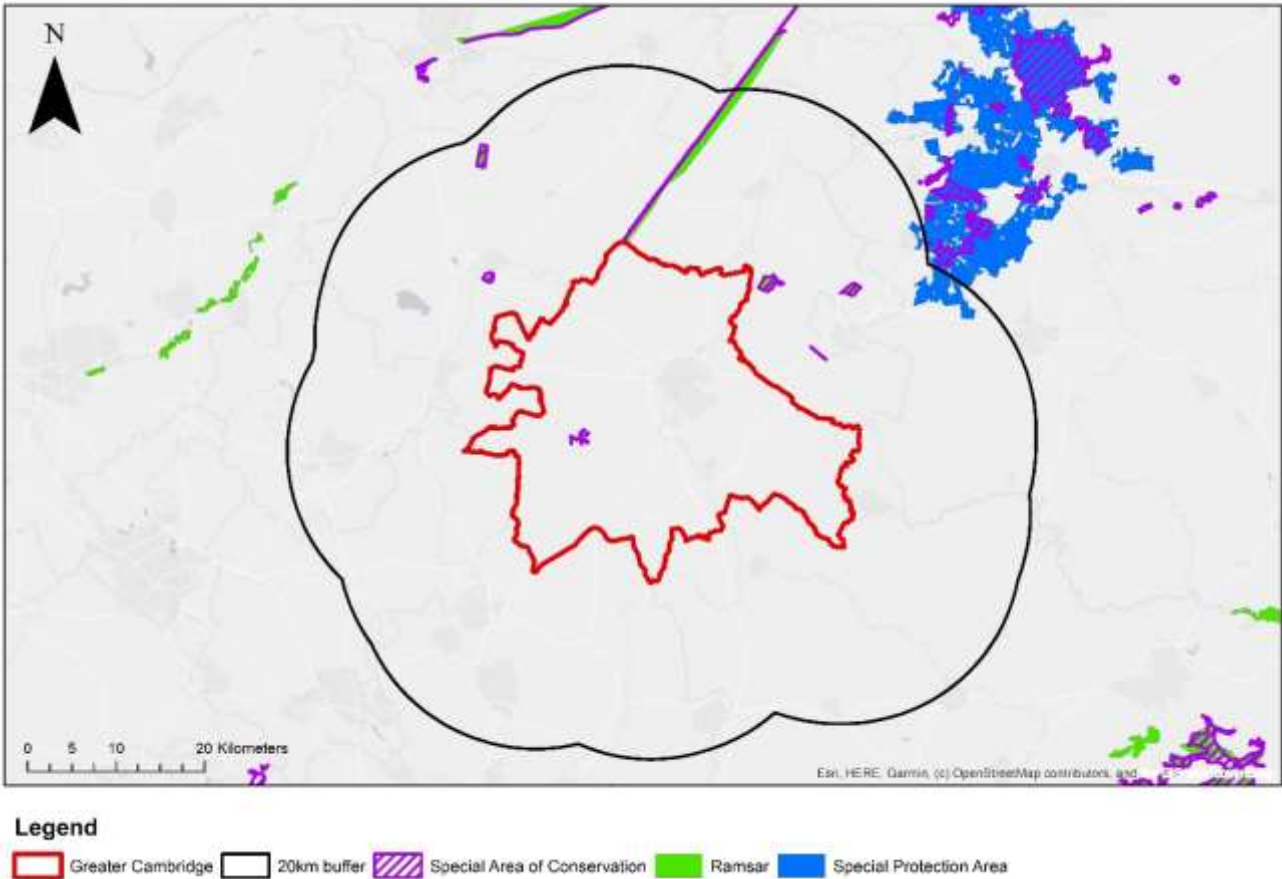 N
0 5 10 20 Kilometers
Esri, HERE, Garmin, (c) OpenStreetMap contributors, and
Legend
Greater Cambridge 20km buffer Special Area of Conservation Ramsar Special Protection Area